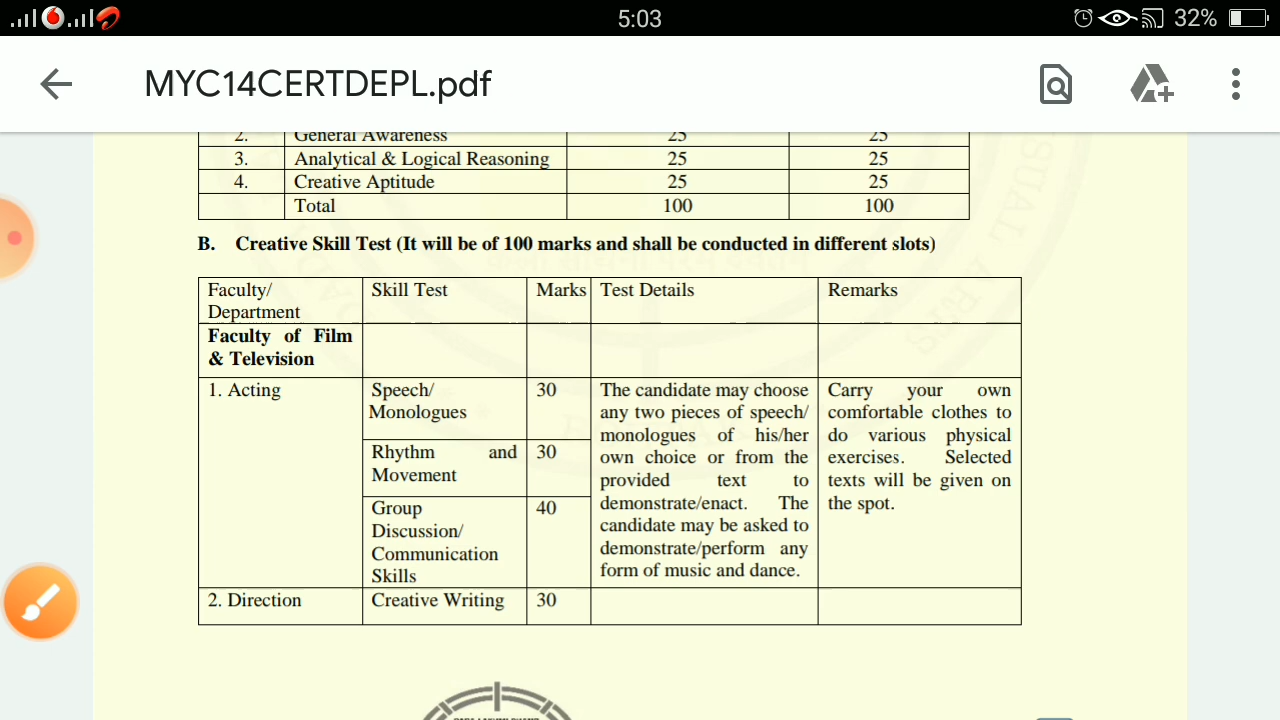 5:03 32%
MYC14CERTDEPL.pdf
2. General Awareness 25 25
3. Analytical & Logical Reasoning 25 25
4. Creative Aptitude 25 25
Total 100 100
B. Creative Skill Test (It will be of 100 marks and shall be conducted in different slots)
Faculty/ Skill Test Marks Test Details Remarks
Department
Faculty of Film
& Television
1. Acting Speech/ 30 The candidate may choose Carry your own
Monologues any two pieces of speech/ comfortable clothes to
monologues of his/her do various physical
Rhythm and 30 own choice or from the exercises. Selected
Movement provided text to texts will be given on
demonstrate/enact. The the spot.
Group 40 candidate may be asked to
Discussion/ demonstrate/perform any
Communication form of music and dance.
Skills
2. Direction Creative Writing 30